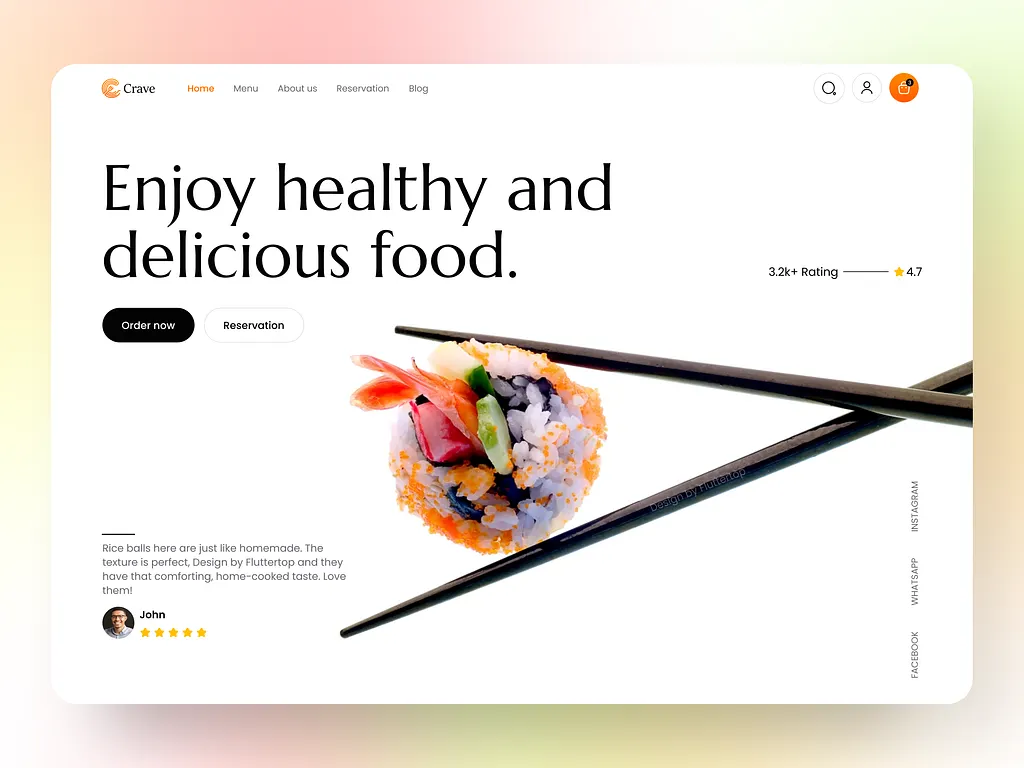 Crave
Home
Menu
About us
Reservation
Blog
3
Enjoy healthy and
delicious food.
3.2k+ Rating
4.7
Order now
Reservation
Design by Fluttertop
INSTAGRAM
WHATSAPP
FACEBOOK
Rice balls here are just like homemade. The
texture is perfect, Design by Fluttertop and they
have that comforting, home-cooked taste. Love
them!
John